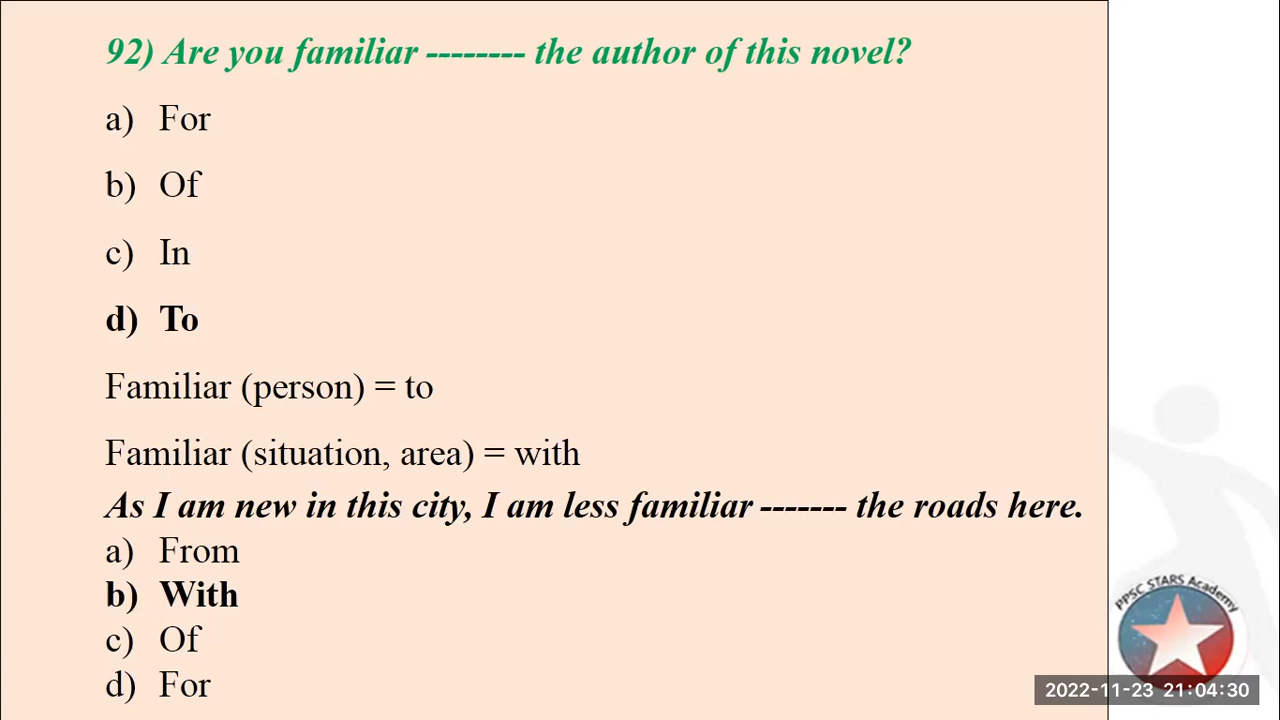 92) Are you familiar -------- the author of this novel?
a) For
b) Of
c) In
d) To
Familiar (person) = to
Familiar (situation, area) = with
As I am new in this city, I am less familiar ------- the roads here.
a) From
b) With
c) Of
d) For
PPSC STARS Academy
2022-11-23 21:04:30